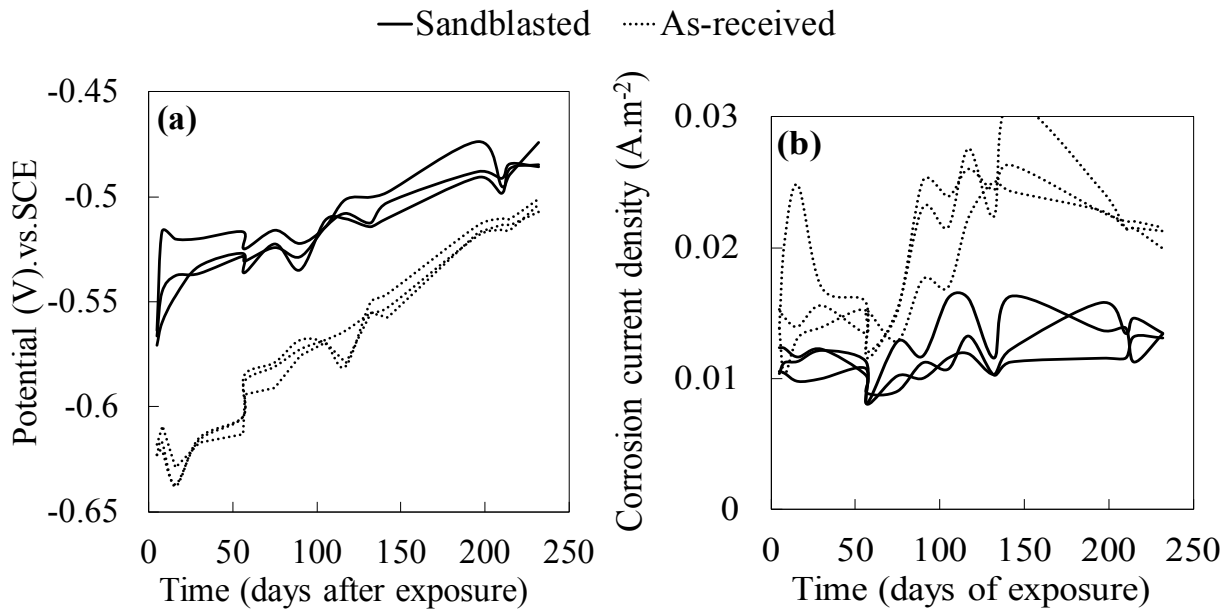 Sandblasted As-received
(a)
Potential (V).vs.SCE
-0.45
-0.5
-0.55
-0.6
-0.65
0 50 100 150 200 250
Time (days after exposure)
(b)
Corrosion current density (A.m⁻²)
0.03
0.02
0.01
0
0 50 100 150 200 250
Time (days of exposure)